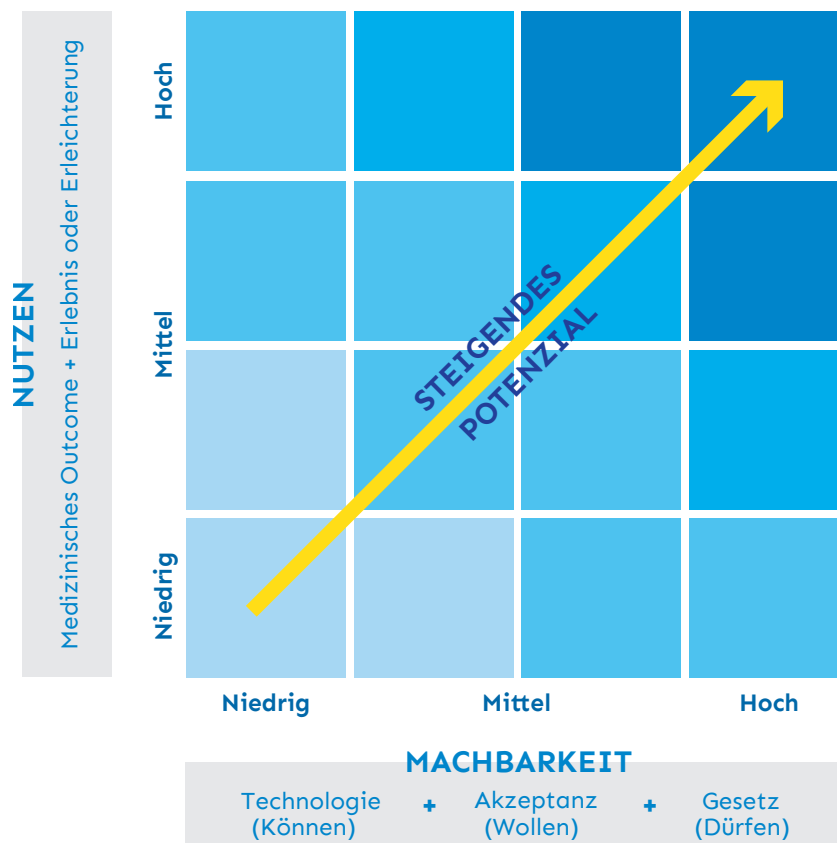 NUTZEN
Medizinisches Outcome + Erlebnis oder Erleichterung
Hoch
Mittel
Niedrig
STEIGENDES
POTENZIAL
Niedrig
Mittel
Hoch
MACHBARKEIT
Technologie + Akzeptanz + Gesetz
(Können) (Wollen) (Dürfen)